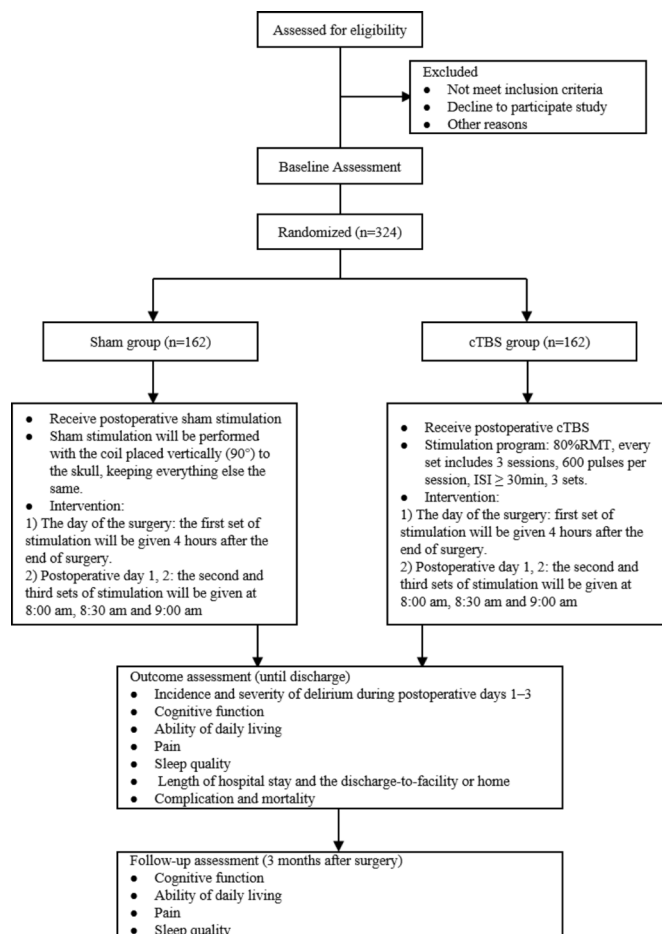 Assessed for eligibility
Excluded
● Not meet inclusion criteria
● Decline to participate study
● Other reasons
Baseline Assessment
Randomized (n=324)
Sham group (n=162)
cTBS group (n=162)
● Receive postoperative sham stimulation
● Sham stimulation will be performed
with the coil placed vertically (90°) to
the skull, keeping everything else the
same.
● Intervention:
1) The day of the surgery: the first set of
stimulation will be given 4 hours after the
end of surgery.
2) Postoperative day 1, 2: the second and
third sets of stimulation will be given at
8:00 am, 8:30 am and 9:00 am
● Receive postoperative cTBS
● Stimulation program: 80%RMT, every
set includes 3 sessions, 600 pulses per
session, ISI ≥ 30min, 3 sets.
● Intervention:
1) The day of the surgery: first set of
stimulation will be given 4 hours after the
end of surgery.
2) Postoperative day 1, 2: the second and
third sets of stimulation will be given at
8:00 am, 8:30 am and 9:00 am
Outcome assessment (until discharge)
● Incidence and severity of delirium during postoperative days 1–3
● Cognitive function
● Ability of daily living
● Pain
● Sleep quality
● Length of hospital stay and the discharge-to-facility or home
● Complication and mortality
Follow-up assessment (3 months after surgery)
● Cognitive function
● Ability of daily living
● Pain
● Sleep quality